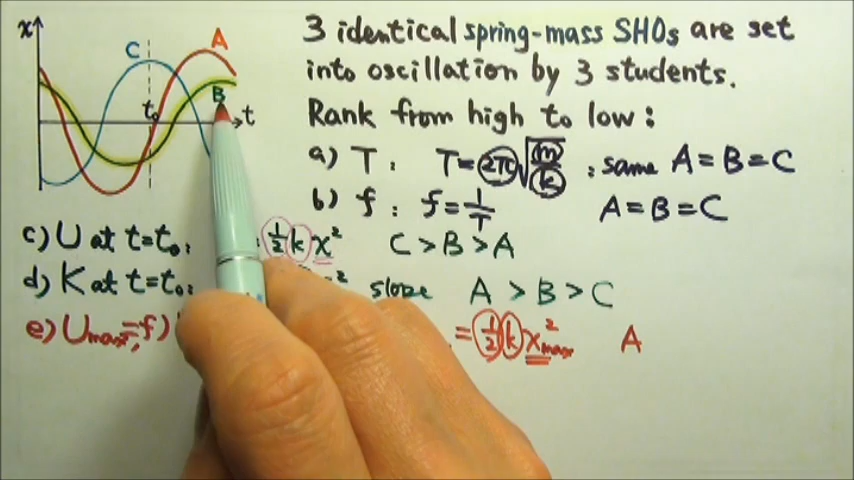 x
C
A
B
t₀
t
3 identical spring-mass SHOs are set
into oscillation by 3 students.
Rank from high to low:
a) T: T = 2π√(m/k) : same A = B = C
b) f: f = 1/T A = B = C
c) U at t=t₀: ½ k x² C > B > A
d) K at t=t₀: ² slope A > B > C
e) Umax = f) = ½ k x²max A